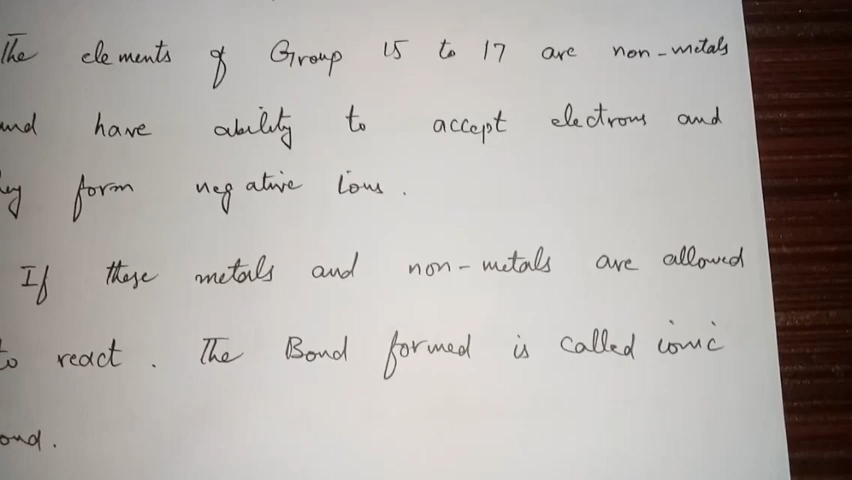 The elements of Group 15 to 17 are non-metals
and have ability to accept electrons and
form negative ions.
If these metals and non-metals are allowed
to react. The Bond formed is called ionic
ond.